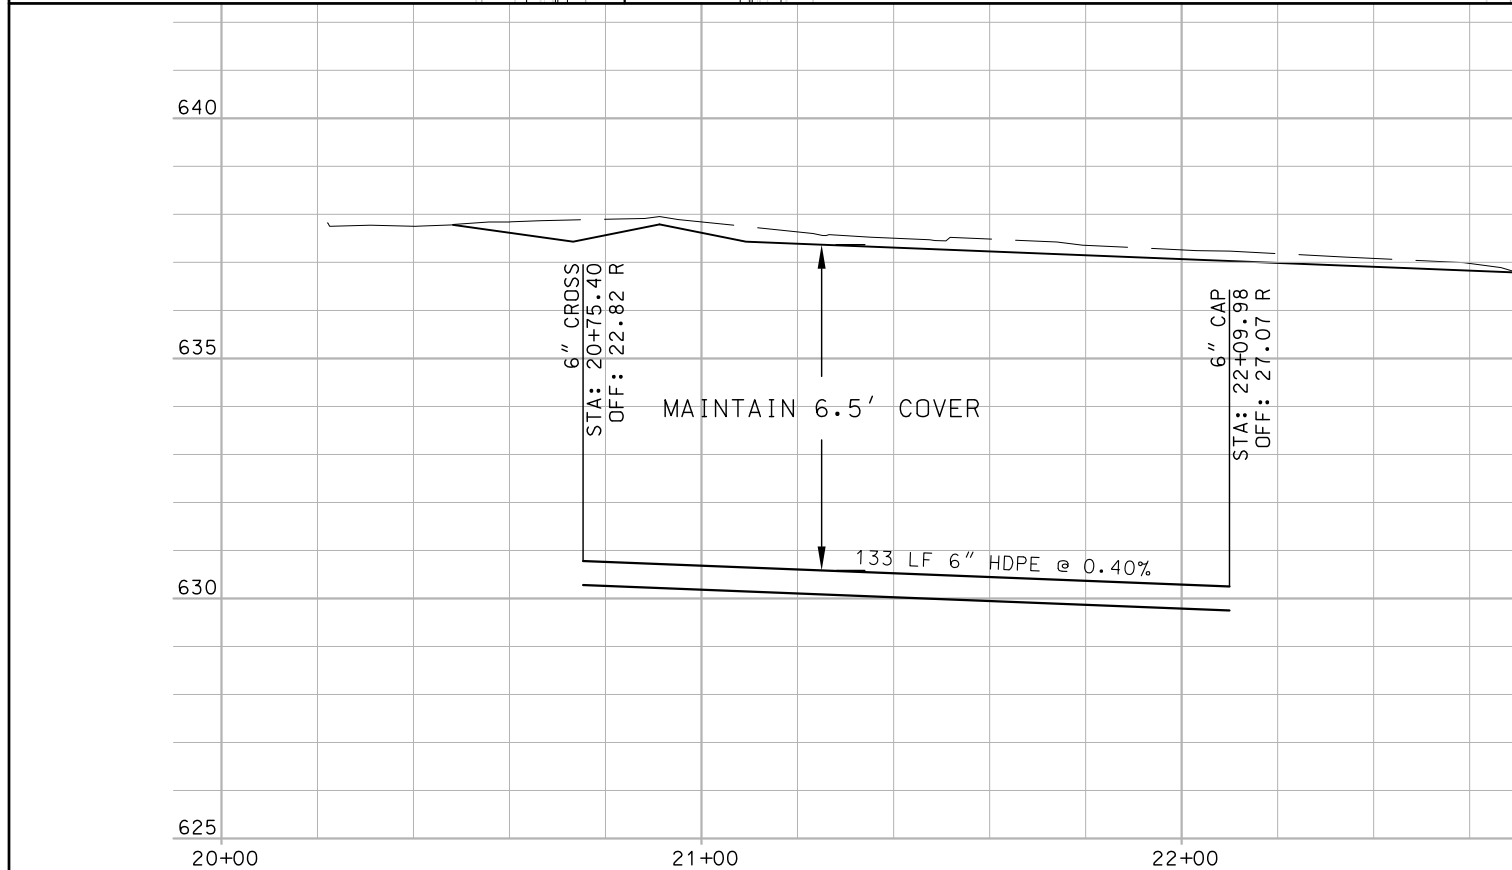 640
635
630
625
6" CROSS
STA: 20+75.40
OFF: 22.82 R
MAINTAIN 6.5' COVER
6" CAP
STA: 22+09.98
OFF: 27.07 R
133 LF 6" HDPE @ 0.40%
20+00
21+00
22+00